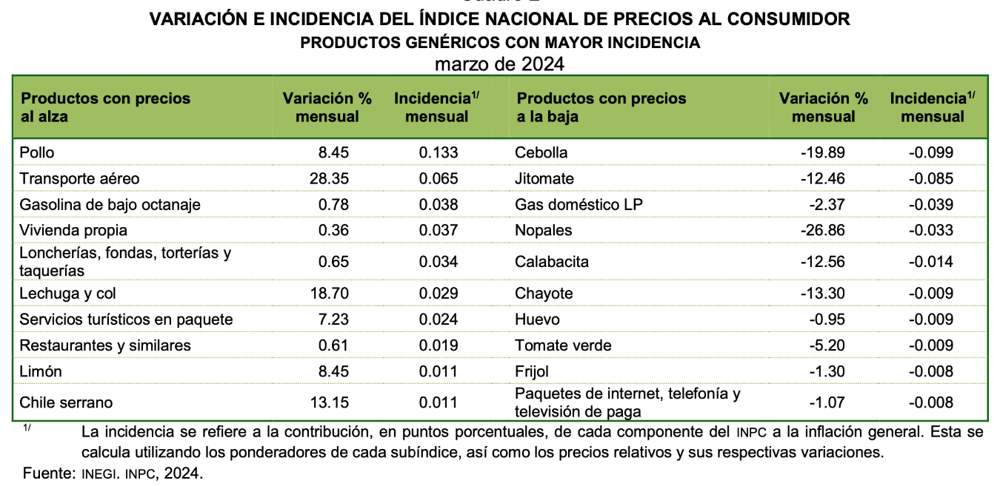 VARIACIÓN E INCIDENCIA DEL ÍNDICE NACIONAL DE PRECIOS AL CONSUMIDOR
PRODUCTOS GENÉRICOS CON MAYOR INCIDENCIA
marzo de 2024
Productos con precios al alza Variación % mensual Incidencia1/ mensual Productos con precios a la baja Variación % mensual Incidencia1/ mensual
Pollo 8.45 0.133 Cebolla -19.89 -0.099
Transporte aéreo 28.35 0.065 Jitomate -12.46 -0.085
Gasolina de bajo octanaje 0.78 0.038 Gas doméstico LP -2.37 -0.039
Vivienda propia 0.36 0.037 Nopales -26.86 -0.033
Loncherías, fondas, torterías y taquerías 0.65 0.034 Calabacita -12.56 -0.014
Lechuga y col 18.70 0.029 Chayote -13.30 -0.009
Servicios turísticos en paquete 7.23 0.024 Huevo -0.95 -0.009
Restaurantes y similares 0.61 0.019 Tomate verde -5.20 -0.009
Limón 8.45 0.011 Frijol -1.30 -0.008
Chile serrano 13.15 0.011 Paquetes de internet, telefonía y televisión de paga -1.07 -0.008
1/ La incidencia se refiere a la contribución, en puntos porcentuales, de cada componente del INPC a la inflación general. Esta se
calcula utilizando los ponderadores de cada subíndice, así como los precios relativos y sus respectivas variaciones.
Fuente: INEGI. INPC, 2024.